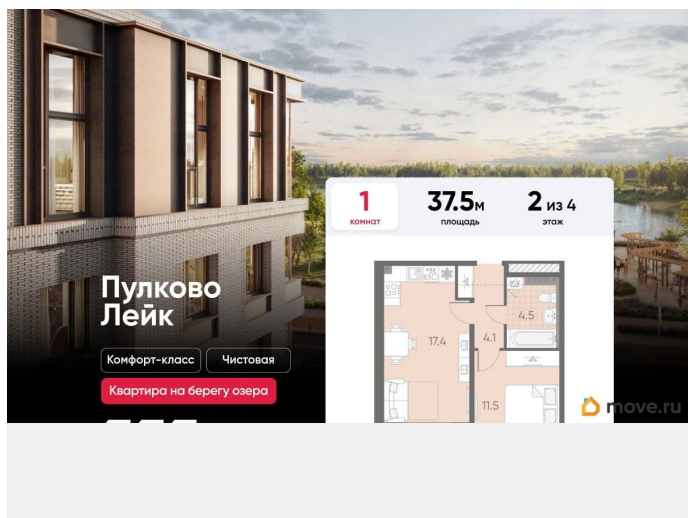 1
комнат
37.5м
площадь
2 из 4
этаж
Пулково
Лейк
Комфорт-класс
Чистовая
Квартира на берегу озера
17.4
4.1
4.5
11.5
move.ru